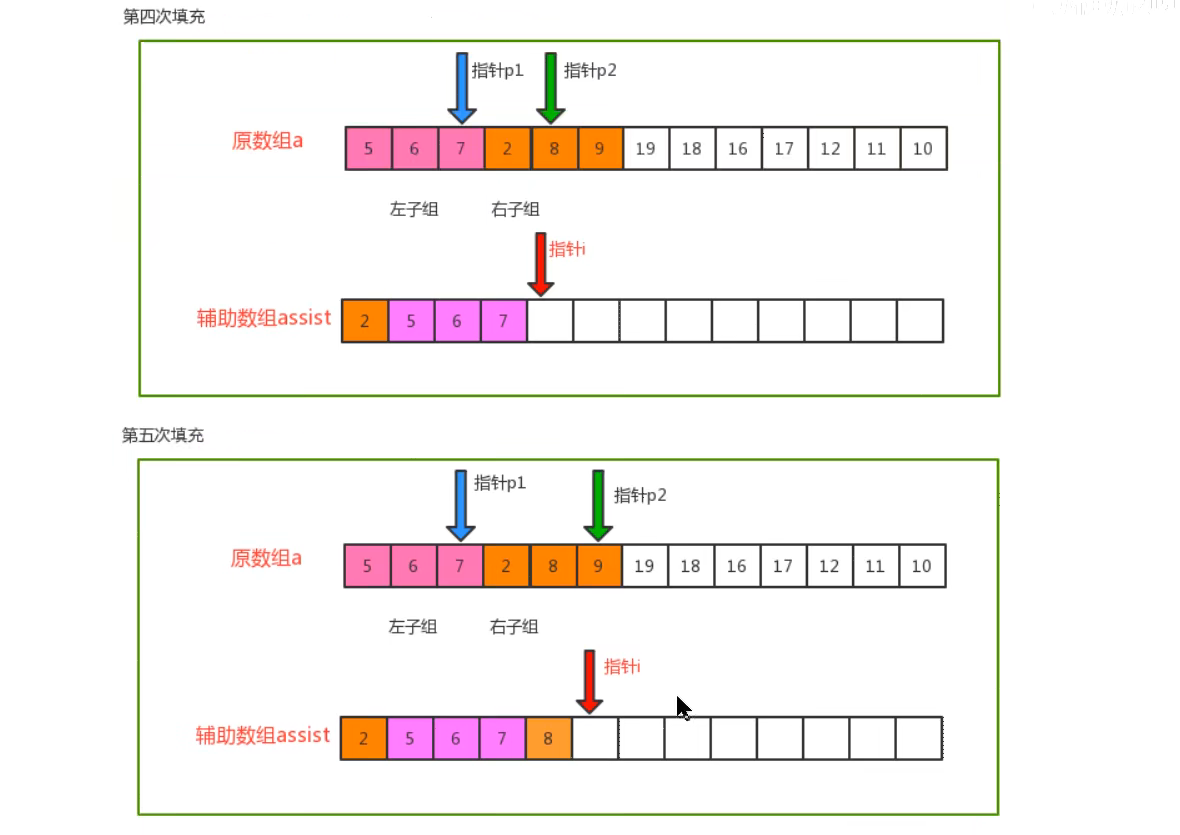 第四次填充
指针p1 指针p2
原数组a 5 6 7 2 8 9 19 18 16 17 12 11 10
左子组 右子组
指针i
辅助数组assist 2 5 6 7
第五次填充
指针p1 指针p2
原数组a 5 6 7 2 8 9 19 18 16 17 12 11 10
左子组 右子组
指针i
辅助数组assist 2 5 6 7 8